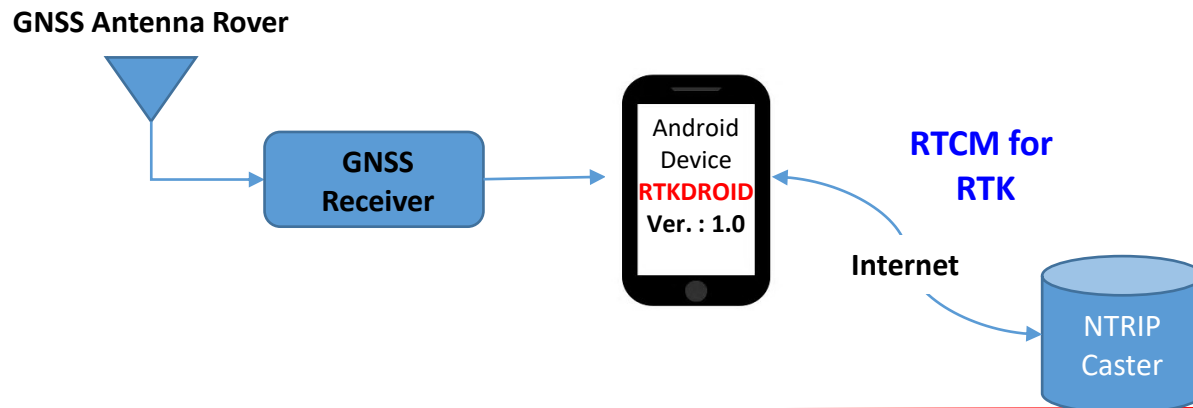 GNSS Antenna Rover
GNSS
Receiver
Android
Device
RTKDROID
Ver. : 1.0
RTCM for
RTK
Internet
NTRIP
Caster